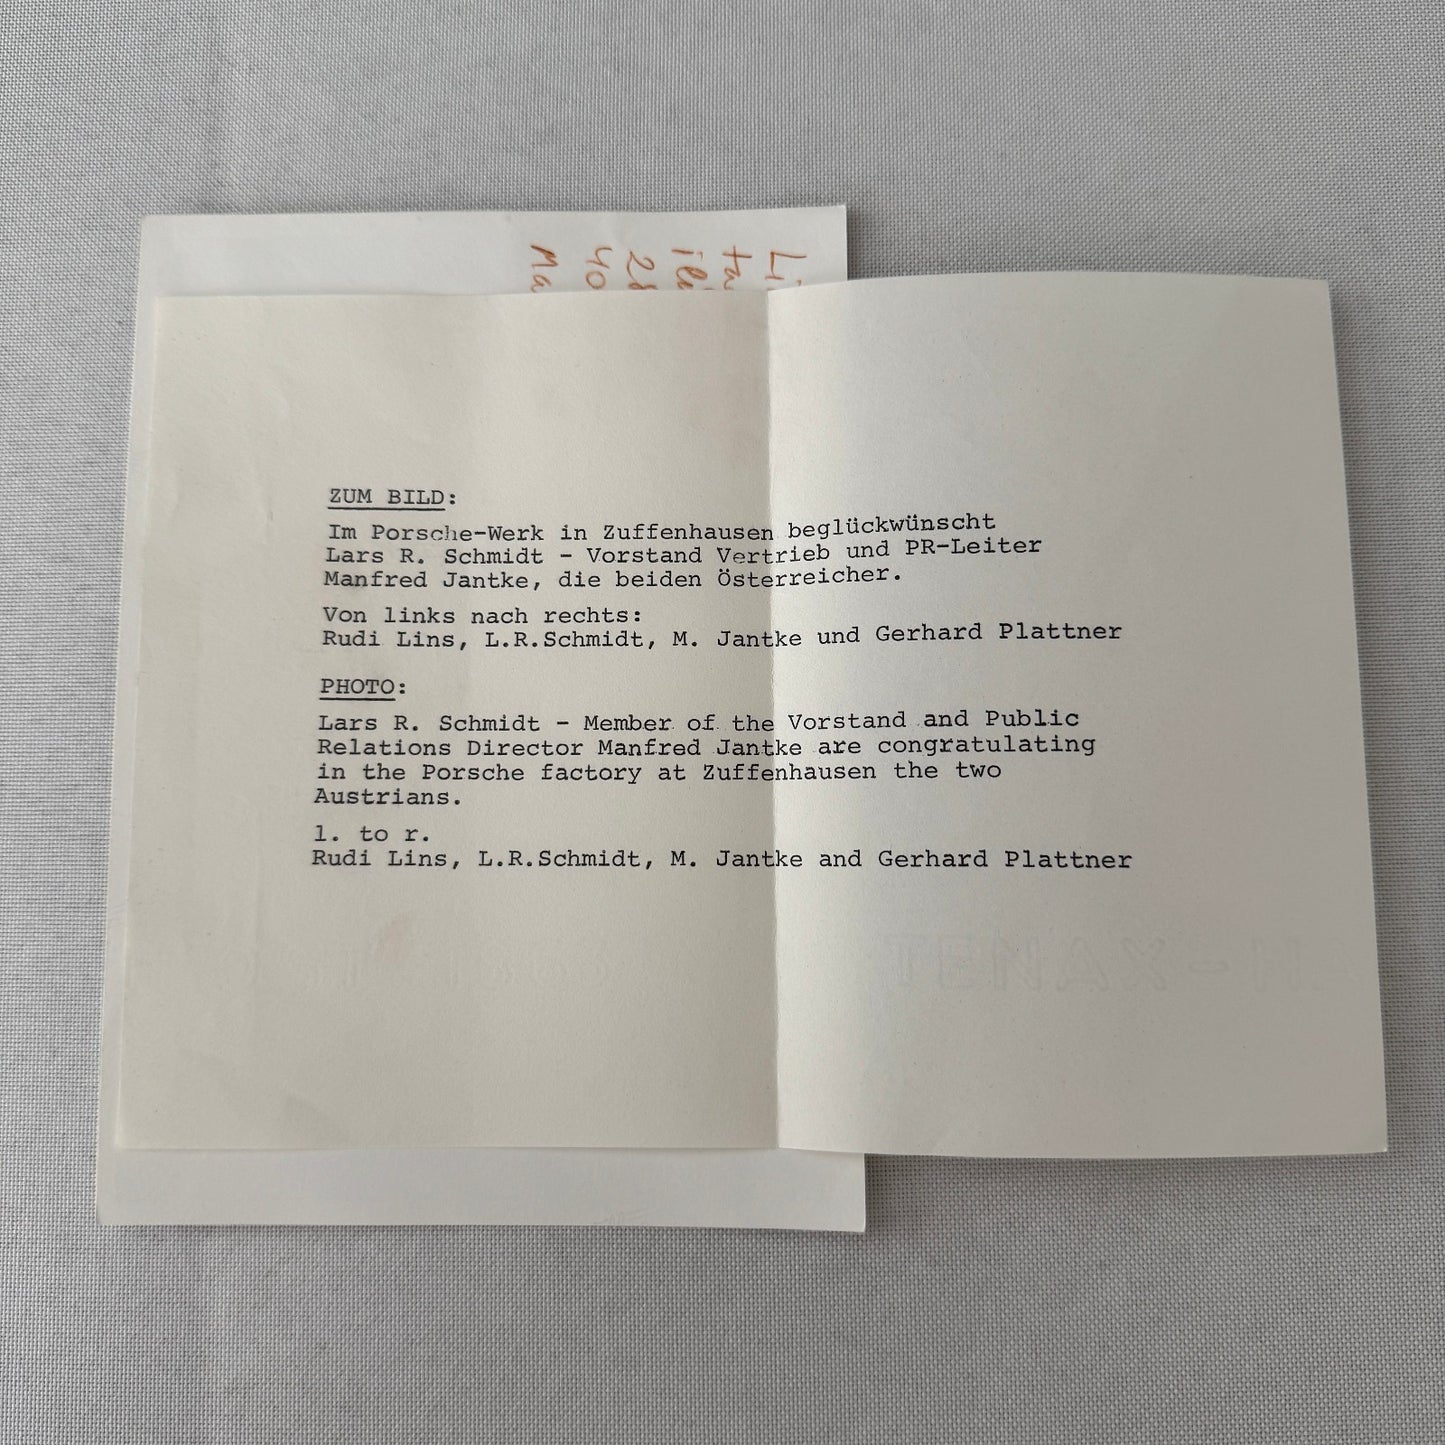 ZUM BILD:
Im Porsche-Werk in Zuffenhausen beglückwünscht
Lars R. Schmidt - Vorstand Vertrieb und PR-Leiter
Manfred Jantke, die beiden Österreicher.
Von links nach rechts:
Rudi Lins, L.R.Schmidt, M. Jantke und Gerhard Plattner
PHOTO:
Lars R. Schmidt - Member of the Vorstand and Public
Relations Director Manfred Jantke are congratulating
in the Porsche factory at Zuffenhausen the two
Austrians.
l. to r.
Rudi Lins, L.R.Schmidt, M. Jantke and Gerhard Plattner
TENAX-